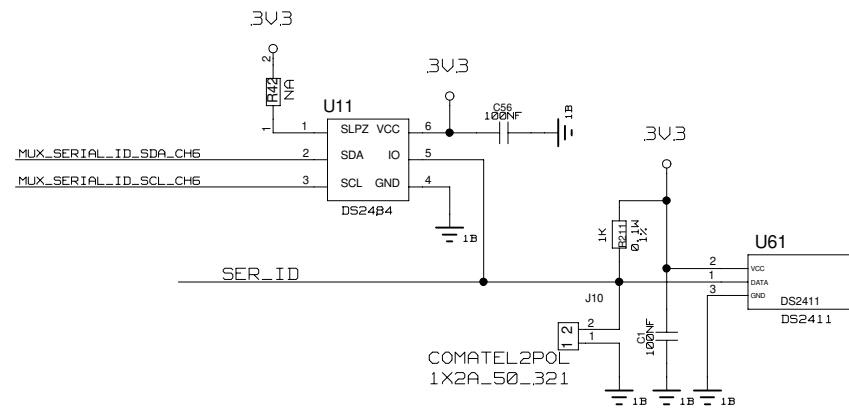 3V3
2
R42
NA
1
U11
3V3
C56
100NF
1B
1 SLPZ VCC 6
MUX_SERIAL_ID_SDA_CH6 2 SDA IO 5
MUX_SERIAL_ID_SCL_CH6 3 SCL GND 4
DS2484
1B
3V3
1K
R211
0.1W
1%
U61
2 VCC
SER_ID
1 DATA
3 GND
DS2411
DS2411
J10
2
1
1 2
C1
100NF
COMATEL2POL
1X2A_50_321
1B
1B
1B